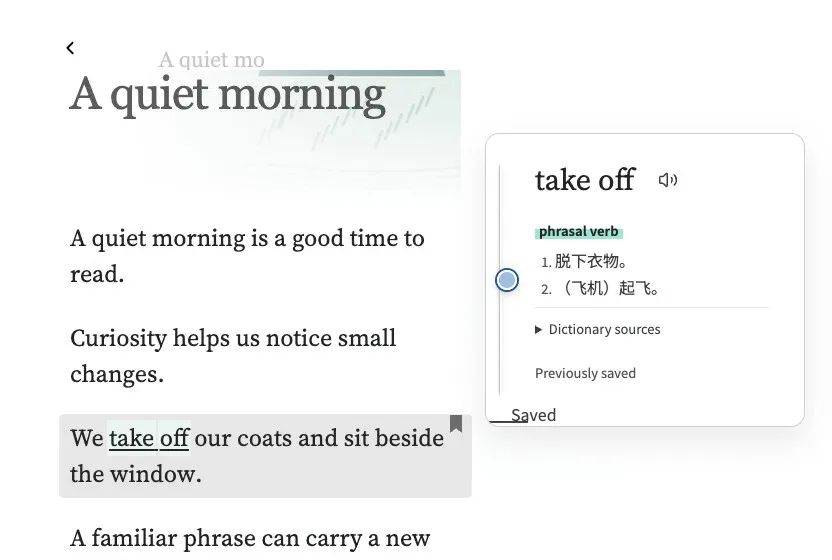 A quiet mo
A quiet morning
A quiet morning is a good time to
read.
Curiosity helps us notice small
changes.
We take off our coats and sit beside
the window.
A familiar phrase can carry a new
take off
phrasal verb
1. 脱下衣物。
2. （飞机）起飞。
Dictionary sources
Previously saved
Saved